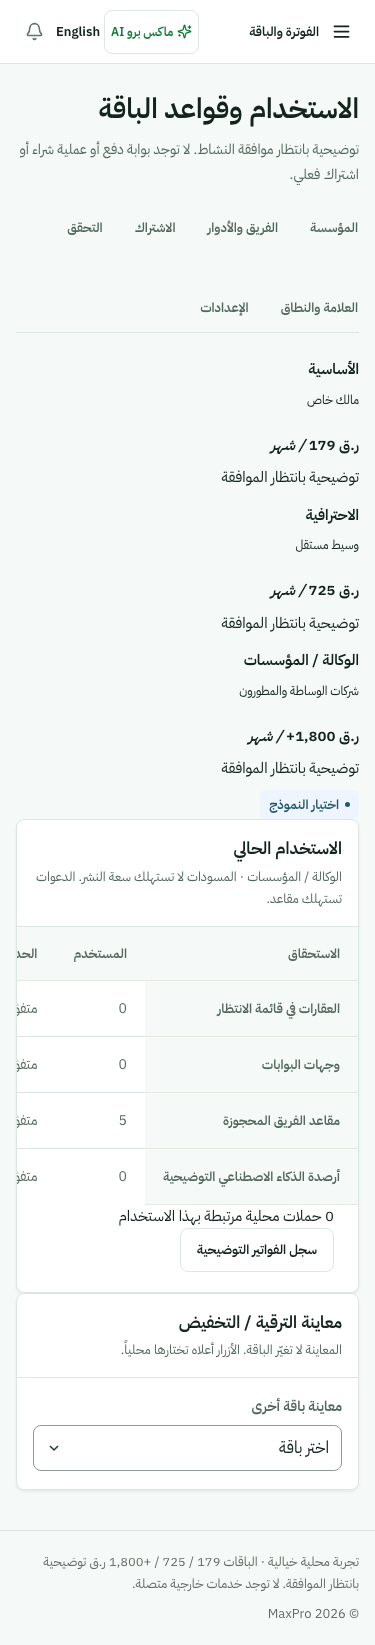 الفوترة والباقة
ماكس برو AI
English
الاستخدام وقواعد الباقة
توضيحية بانتظار موافقة النشاط. لا توجد بوابة دفع أو عملية شراء أو
اشتراك فعلي.
المؤسسة
الفريق والأدوار
الاشتراك
التحقق
العلامة والنطاق
الإعدادات
الأساسية
مالك خاص
ر.ق 179 / شهر
توضيحية بانتظار الموافقة
الاحترافية
وسيط مستقل
ر.ق 725 / شهر
توضيحية بانتظار الموافقة
الوكالة / المؤسسات
شركات الوساطة والمطورون
ر.ق 1,800+ / شهر
توضيحية بانتظار الموافقة
اختيار النموذج
الاستخدام الحالي
الوكالة / المؤسسات · المسودات لا تستهلك سعة النشر. الدعوات
تستهلك مقاعد.
الاستحقاق المستخدم
العقارات في قائمة الانتظار 0
وجهات البوابات 0
مقاعد الفريق المحجوزة 5
أرصدة الذكاء الاصطناعي التوضيحية 0
0 حملات محلية مرتبطة بهذا الاستخدام
سجل الفواتير التوضيحية
معاينة الترقية / التخفيض
المعاينة لا تغيّر الباقة. الأزرار أعلاه تختارها محلياً.
معاينة باقة أخرى
اختر باقة
تجربة محلية خيالية · الباقات 179 / 725 / +1,800 ر.ق توضيحية
بانتظار الموافقة. لا توجد خدمات خارجية متصلة.
© 2026 MaxPro